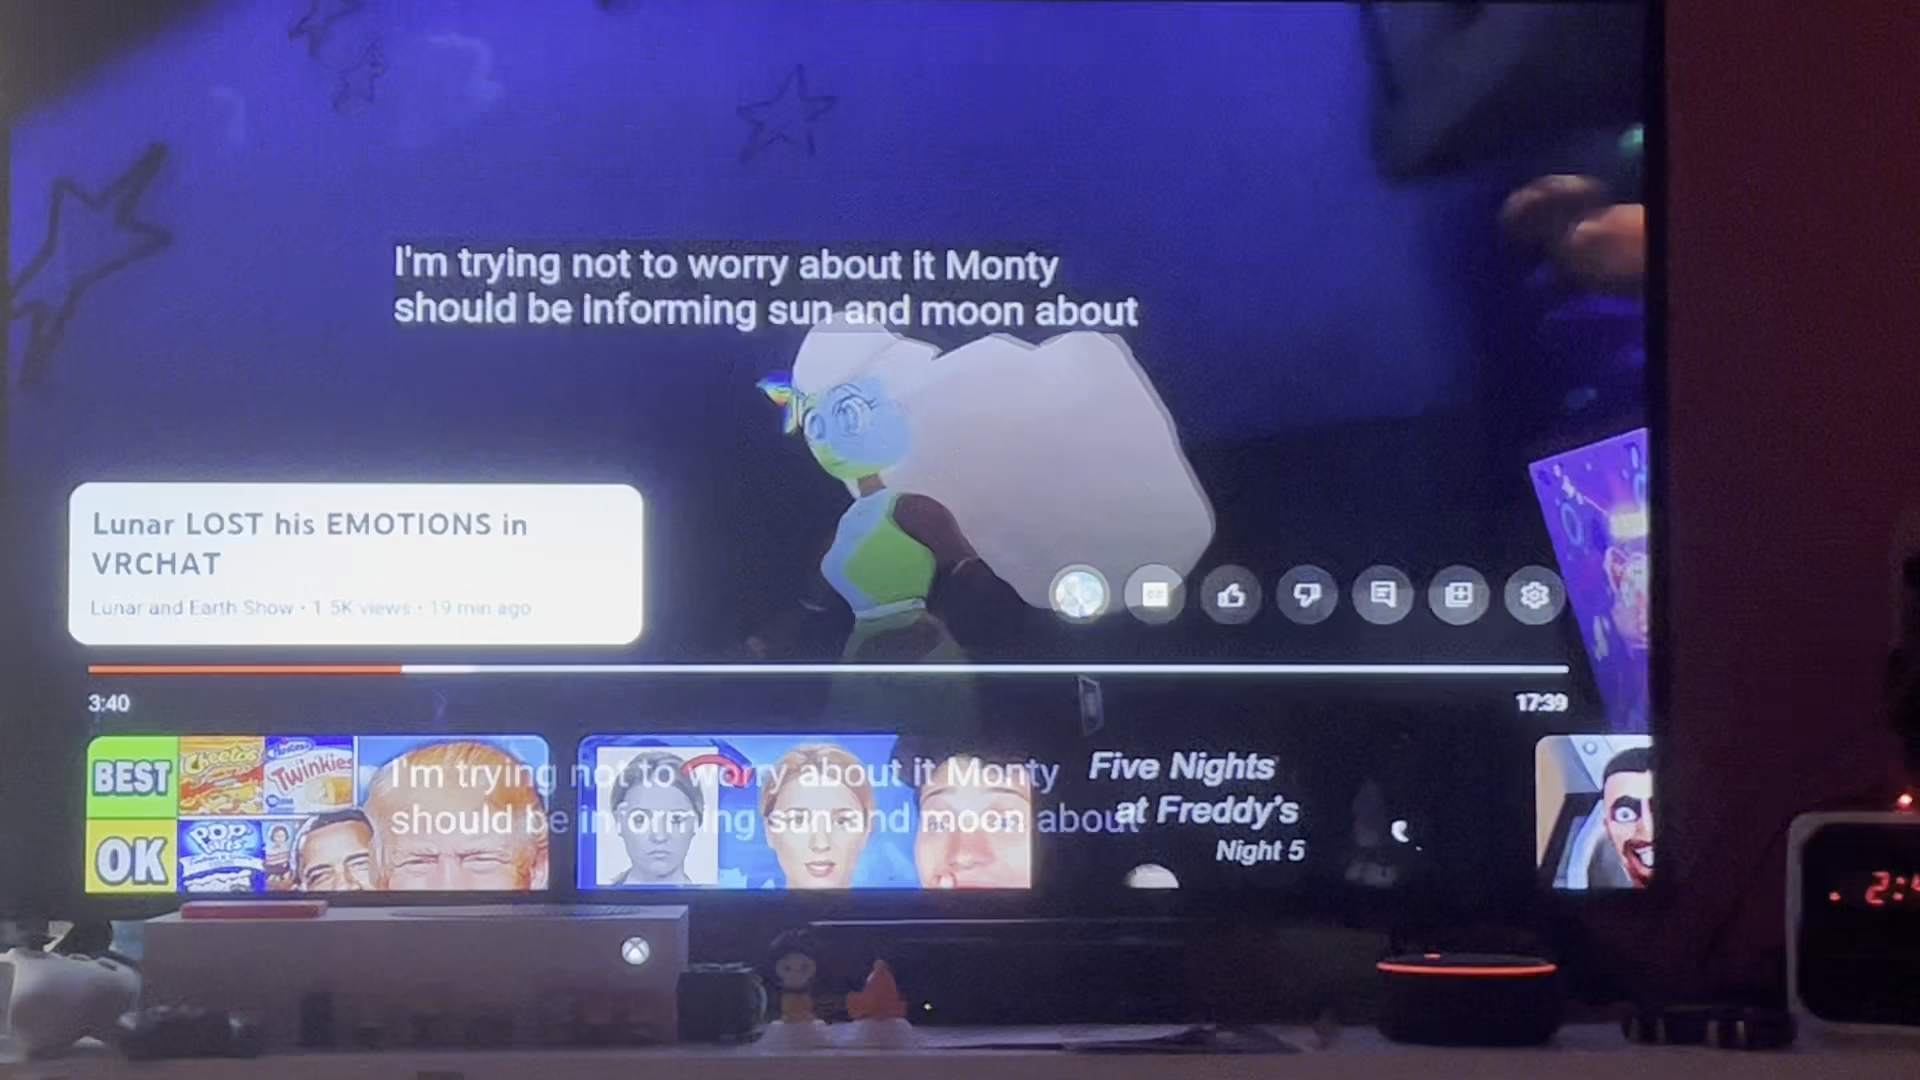 I'm trying not to worry about it Monty
should be informing sun and moon about
Lunar LOST his EMOTIONS in
VRCHAT
Lunar and Earth Show • 1.5K views • 19 min ago
3:40
17:39
BEST
Cheetos
Twinkies
I'm trying not to worry about it Monty
should be informing sun and moon about
Five Nights
at Freddy's
Night 5
OK
POP